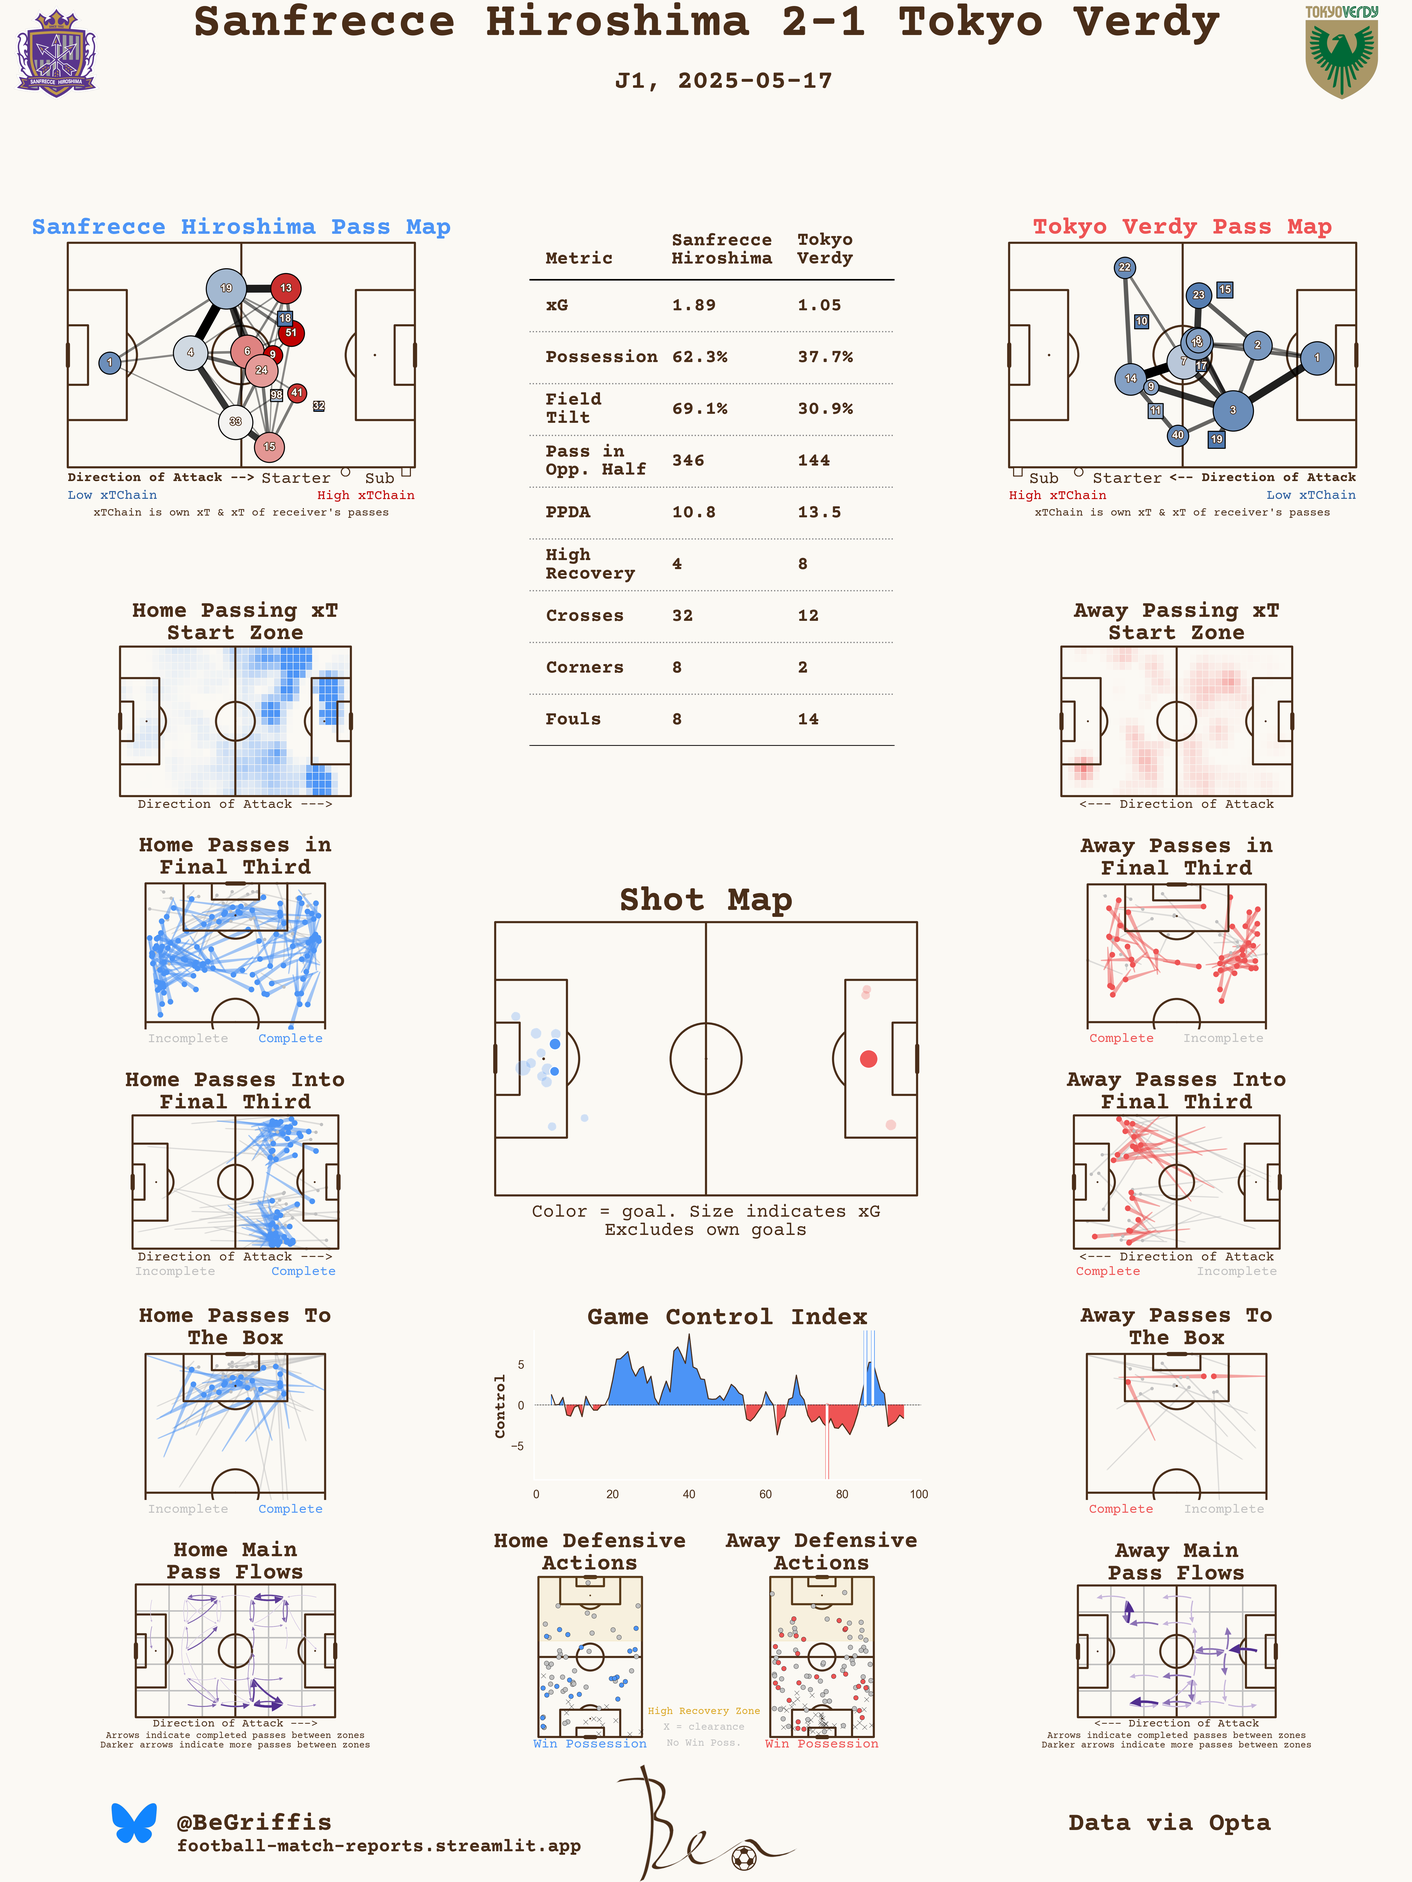 Sanfrecce Hiroshima 2-1 Tokyo Verdy
J1, 2025-05-17
SANFRECCE HIROSHIMA
TOKYO VERDY
Sanfrecce Hiroshima Pass Map
19
13
18
51
4
6
9
1
24
98
41
32
33
15
Direction of Attack --> Starter Sub
Low xTChain High xTChain
xTChain is own xT & xT of receiver's passes
Metric Sanfrecce Hiroshima Tokyo Verdy
xG 1.89 1.05
Possession 62.3% 37.7%
Field Tilt 69.1% 30.9%
Pass in Opp. Half 346 144
PPDA 10.8 13.5
High Recovery 4 8
Crosses 32 12
Corners 8 2
Fouls 8 14
Tokyo Verdy Pass Map
22
23
15
10
8
2
1
7
17
14
9
11
3
40
19
Sub Starter <-- Direction of Attack
High xTChain Low xTChain
xTChain is own xT & xT of receiver's passes
Home Passing xT
Start Zone
Direction of Attack --->
Away Passing xT
Start Zone
<--- Direction of Attack
Home Passes in
Final Third
Incomplete Complete
Away Passes in
Final Third
Complete Incomplete
Shot Map
Color = goal. Size indicates xG
Excludes own goals
Home Passes Into
Final Third
Direction of Attack --->
Incomplete Complete
Away Passes Into
Final Third
<--- Direction of Attack
Complete Incomplete
Home Passes To
The Box
Incomplete Complete
Game Control Index
Control
5
0
−5
0 20 40 60 80 100
Away Passes To
The Box
Complete Incomplete
Home Main
Pass Flows
Direction of Attack --->
Arrows indicate completed passes between zones
Darker arrows indicate more passes between zones
Home Defensive
Actions
Win Possession
High Recovery Zone
X = clearance
No Win Poss.
Away Defensive
Actions
Win Possession
Away Main
Pass Flows
<--- Direction of Attack
Arrows indicate completed passes between zones
Darker arrows indicate more passes between zones
@BeGriffis
football-match-reports.streamlit.app
Ben
Data via Opta